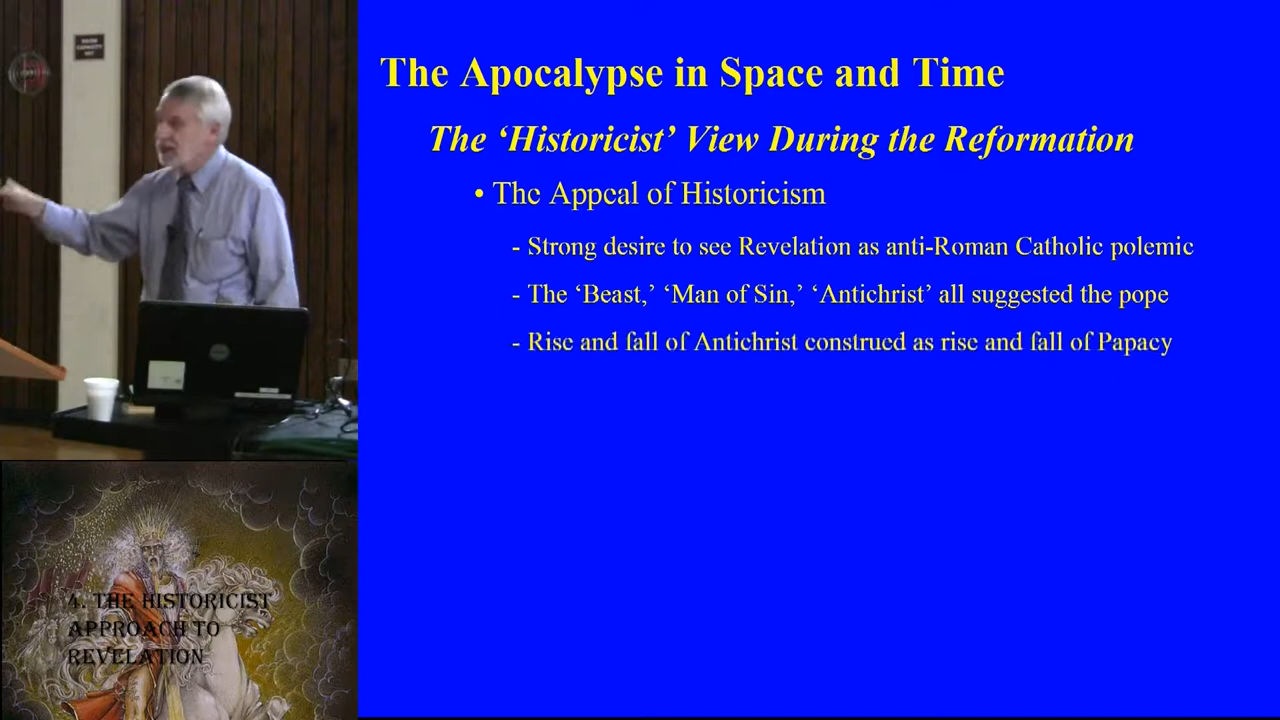 The Apocalypse in Space and Time
The ‘Historicist’ View During the Reformation
• The Appeal of Historicism
- Strong desire to see Revelation as anti-Roman Catholic polemic
- The ‘Beast,’ ‘Man of Sin,’ ‘Antichrist’ all suggested the pope
- Rise and fall of Antichrist construed as rise and fall of Papacy
4. THE HISTORICIST
APPROACH TO
REVELATION